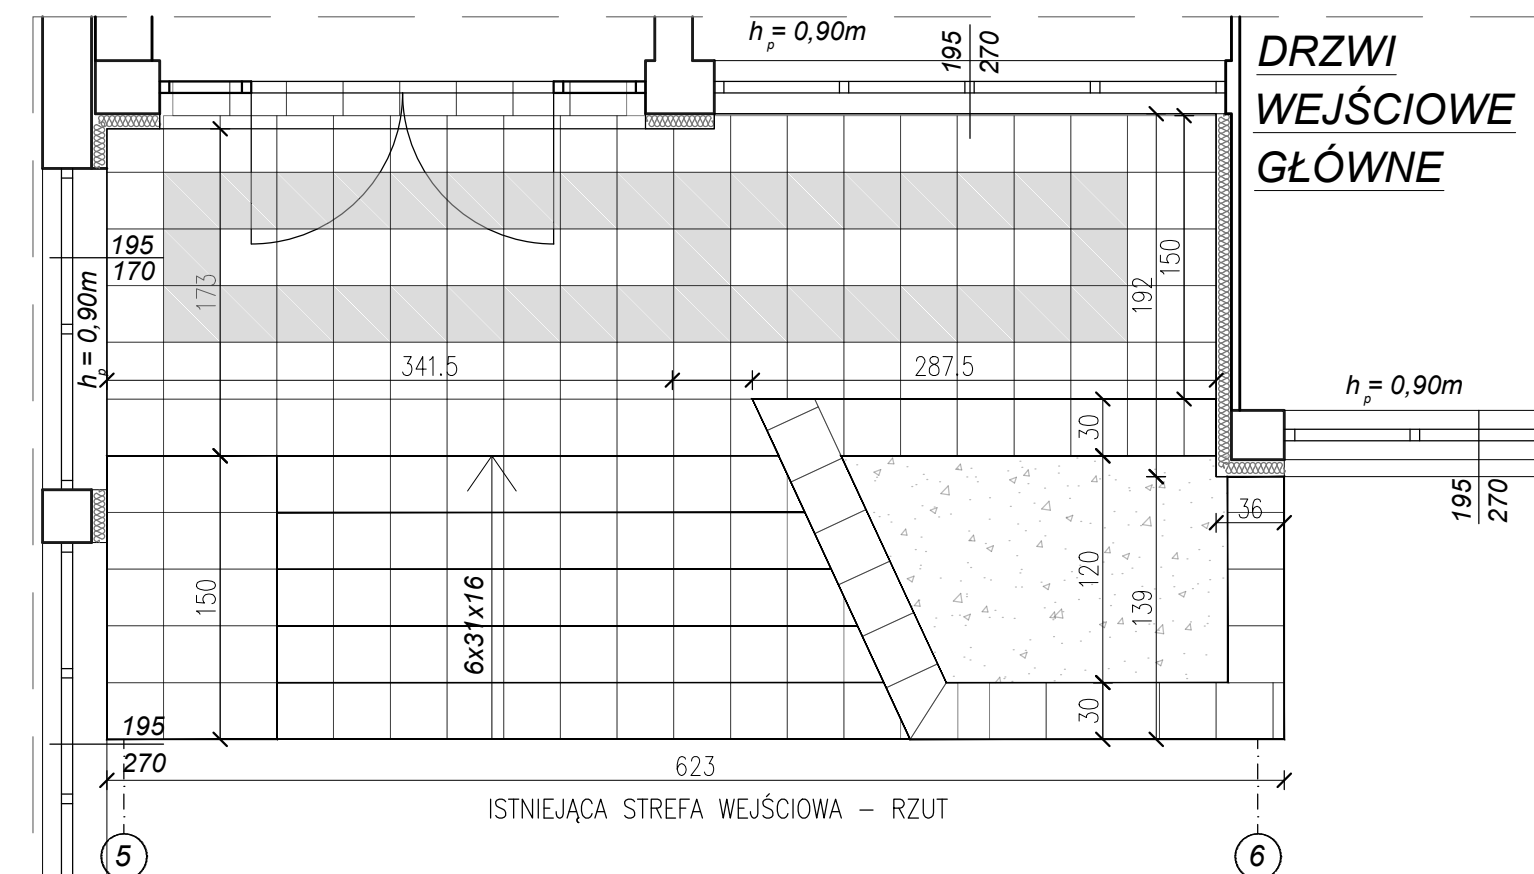 h_p = 0,90m
195
270
DRZWI
WEJŚCIOWE
GŁÓWNE
195
170
173
h_p = 0,90m
192
150
341.5
287.5
h_p = 0,90m
30
195
270
36
150
6x31x16
120
139
30
195
270
623
ISTNIEJĄCA STREFA WEJŚCIOWA – RZUT
5
6